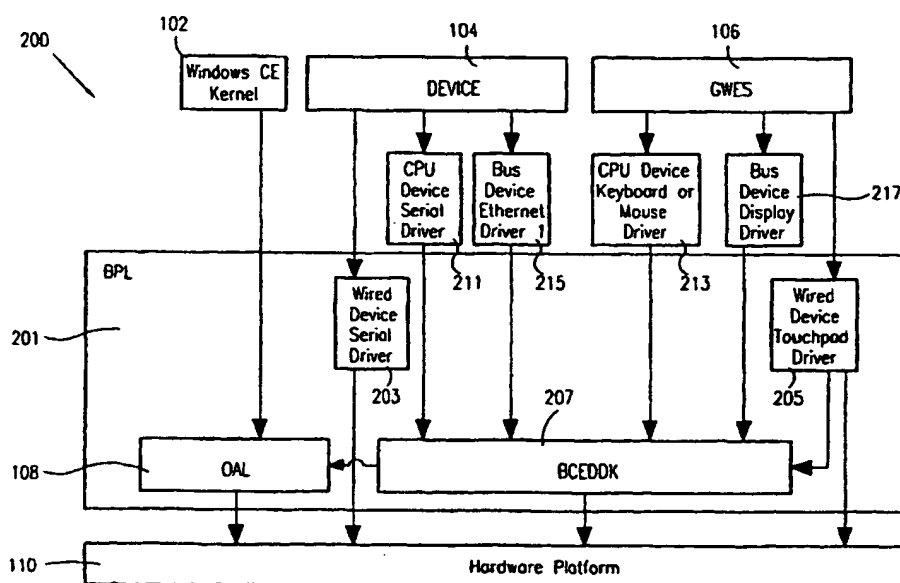 200
102
104
106
Windows CE
Kernel
DEVICE
GWES
CPU
Device
Serial
Driver
Bus
Device
Ethernet
Driver 1
CPU Device
Keyboard or
Mouse
Driver
Bus
Device
Display
Driver
217
BPL
211
215
213
201
Wired
Device
Serial
Driver
203
Wired
Device
Touchpad
Driver
205
207
108
OAL
BCEDDK
110
Hardware Platform